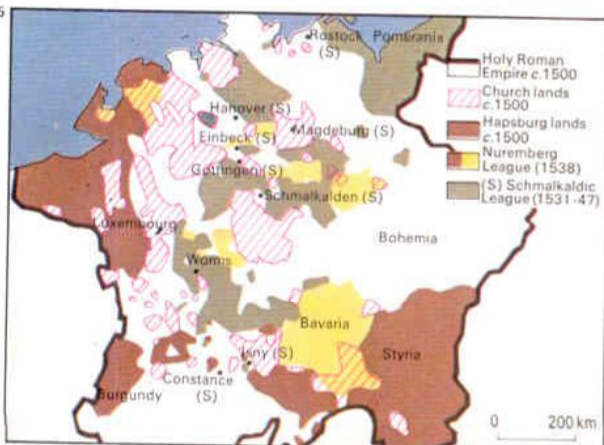 6
Rostock
(S)
Pomerania
Hanover (S)
Einbeck (S)
Magdeburg (S)
Göttingen (S)
Schmalkalden (S)
Luxembourg
Bohemia
Worms
Bavaria
Isny (S)
Styria
Constance
(S)
Burgundy
Holy Roman
Empire c.1500
Church lands
c.1500
Hapsburg lands
c.1500
Nuremberg
League (1538)
(S) Schmalkaldic
League (1531-47)
0 200 km